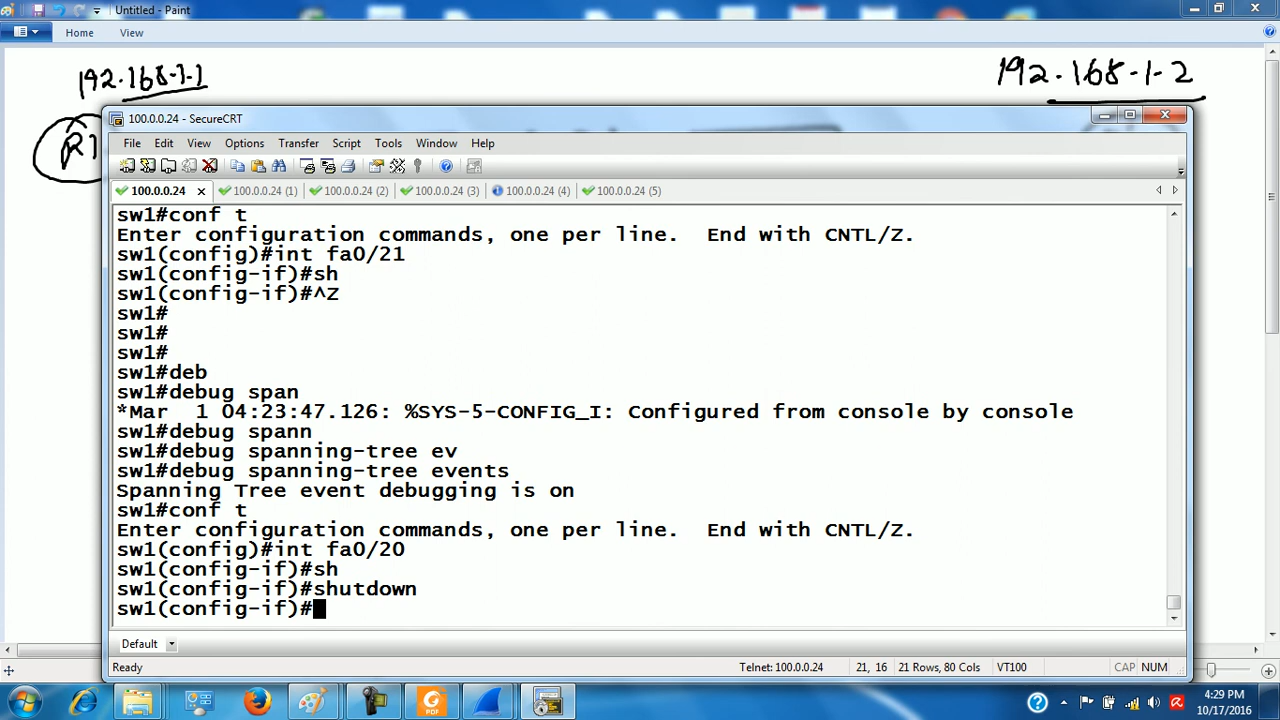 Untitled - Paint
Home View
192.168.1.1
192.168.1.2
R1
100.0.0.24 - SecureCRT
File Edit View Options Transfer Script Tools Window Help
100.0.0.24 x 100.0.0.24 (1) 100.0.0.24 (2) 100.0.0.24 (3) 100.0.0.24 (4) 100.0.0.24 (5)
sw1#conf t
Enter configuration commands, one per line.  End with CNTL/Z.
sw1(config)#int fa0/21
sw1(config-if)#sh
sw1(config-if)#^Z
sw1#
sw1#
sw1#
sw1#deb
sw1#debug span
*Mar  1 04:23:47.126: %SYS-5-CONFIG_I: Configured from console by console
sw1#debug spann
sw1#debug spanning-tree ev
sw1#debug spanning-tree events
Spanning Tree event debugging is on
sw1#conf t
Enter configuration commands, one per line.  End with CNTL/Z.
sw1(config)#int fa0/20
sw1(config-if)#sh
sw1(config-if)#shutdown
sw1(config-if)#
Default
Ready Telnet: 100.0.0.24 21, 16 21 Rows, 80 Cols VT100 CAP NUM
4:29 PM
10/17/2016